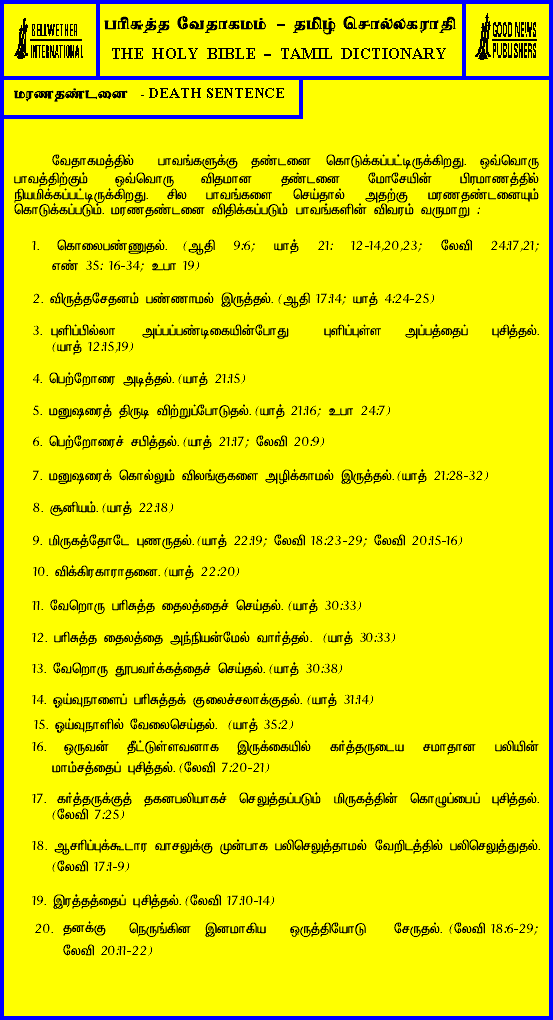 BELLWETHER
INTERNATIONAL
பரிசுத்த வேதாகமம் - தமிழ் சொல்லகராதி
THE HOLY BIBLE - TAMIL DICTIONARY
GOOD NEWS
PUBLISHERS
மரணதண்டனை - DEATH SENTENCE
வேதாகமத்தில் பாவங்களுக்கு தண்டனை கொடுக்கப்பட்டிருக்கிறது. ஒவ்வொரு
பாவத்திற்கும் ஒவ்வொரு விதமான தண்டனை மோசேயின் பிரமாணத்தில்
நியமிக்கப்பட்டிருக்கிறது. சில பாவங்களை செய்தால் அதற்கு மரணதண்டனையும்
கொடுக்கப்படும். மரணதண்டனை விதிக்கப்படும் பாவங்களின் விவரம் வருமாறு :
1. கொலைபண்ணுதல். (ஆதி 9:6; யாத் 21: 12-14,20,23; லேவி 24:17,21;
எண் 35: 16-34; உபா 19)
2. விருத்தசேதனம் பண்ணாமல் இருத்தல். (ஆதி 17:14; யாத் 4:24-25)
3. புளிப்பில்லா அப்பப்பண்டிகையின்போது புளிப்புள்ள அப்பத்தைப் புசித்தல்.
(யாத் 12:15,19)
4. பெற்றோரை அடித்தல். (யாத் 21:15)
5. மனுஷரைத் திருடி விற்றுப்போடுதல். (யாத் 21:16; உபா 24:7)
6. பெற்றோரைச் சபித்தல். (யாத் 21:17; லேவி 20:9)
7. மனுஷரைக் கொல்லும் விலங்குகளை அழிக்காமல் இருத்தல். (யாத் 21:28-32)
8. சூனியம். (யாத் 22:18)
9. மிருகத்தோடே புணருதல். (யாத் 22:19; லேவி 18:23-29; லேவி 20:15-16)
10. விக்கிரகாராதனை. (யாத் 22:20)
11. வேறொரு பரிசுத்த தைலத்தைச் செய்தல். (யாத் 30:33)
12. பரிசுத்த தைலத்தை அந்நியன்மேல் வார்த்தல். (யாத் 30:33)
13. வேறொரு தூபவர்க்கத்தைச் செய்தல். (யாத் 30:38)
14. ஓய்வுநாளைப் பரிசுத்தக் குலைச்சலாக்குதல். (யாத் 31:14)
15. ஓய்வுநாளில் வேலைசெய்தல். (யாத் 35:2)
16. ஒருவன் தீட்டுள்ளவனாக இருக்கையில் கர்த்தருடைய சமாதான பலியின்
மாம்சத்தைப் புசித்தல். (லேவி 7:20-21)
17. கர்த்தருக்குத் தகனபலியாகச் செலுத்தப்படும் மிருகத்தின் கொழுப்பைப் புசித்தல்.
(லேவி 7:25)
18. ஆசரிப்புக்கூடார வாசலுக்கு முன்பாக பலிசெலுத்தாமல் வேறிடத்தில் பலிசெலுத்துதல்.
(லேவி 17:1-9)
19. இரத்தத்தைப் புசித்தல். (லேவி 17:10-14)
20. தனக்கு நெருங்கின இனமாகிய ஒருத்தியோடு சேருதல். (லேவி 18:6-29;
லேவி 20:11-22)